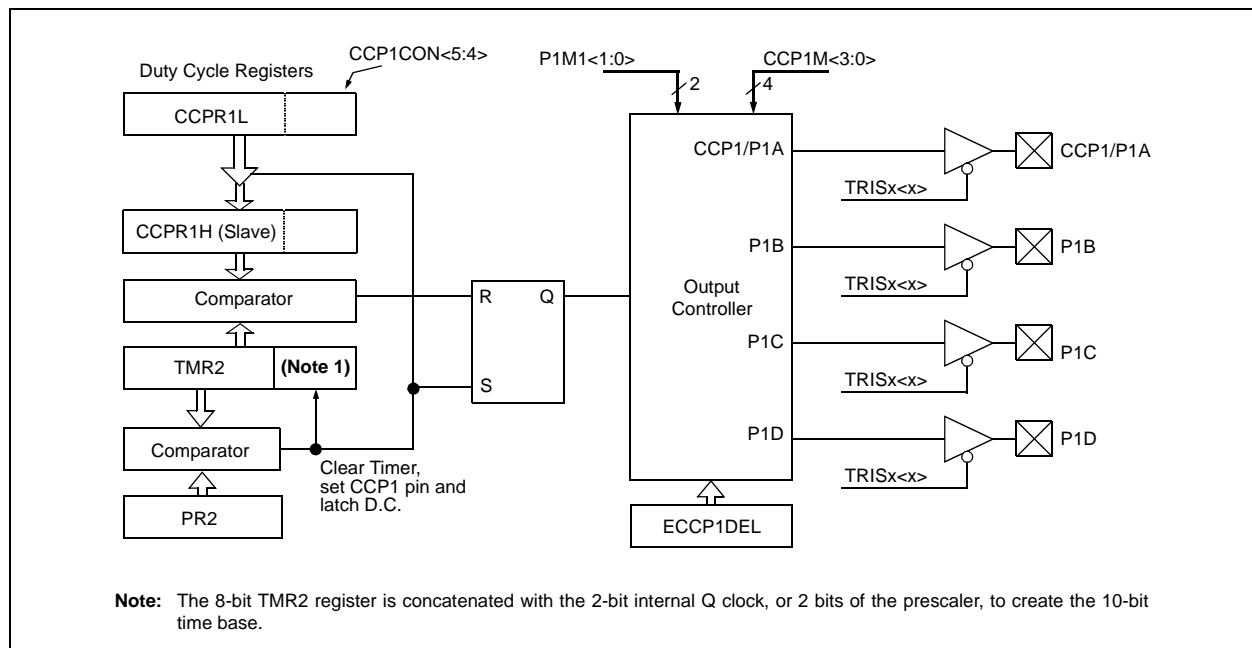 CCP1CON<5:4>
Duty Cycle Registers
CCPR1L
CCPR1H (Slave)
Comparator
TMR2
(Note 1)
Comparator
PR2
Clear Timer,
set CCP1 pin and
latch D.C.
R
Q
S
P1M1<1:0>
2
CCP1M<3:0>
4
Output
Controller
CCP1/P1A
P1B
P1C
P1D
ECCP1DEL
TRISx<x>
CCP1/P1A
TRISx<x>
P1B
TRISx<x>
P1C
TRISx<x>
P1D
Note: The 8-bit TMR2 register is concatenated with the 2-bit internal Q clock, or 2 bits of the prescaler, to create the 10-bit
time base.